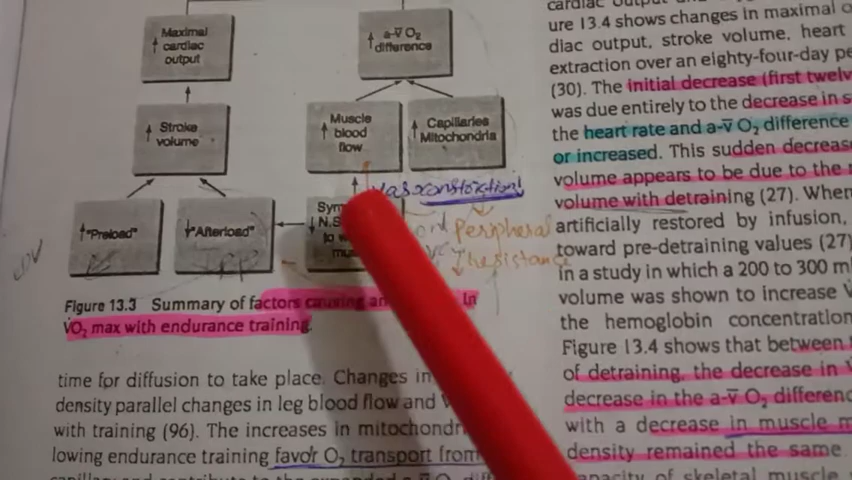 Maximal
cardiac
output
a-v̄ O₂
difference
Stroke
volume
Muscle
blood
flow
Capillaries
Mitochondria
Vasoconstriction!
"Preload"
"Afterload"
N.S.
to
Peripheral
resistance
Figure 13.3 Summary of factors causing in
V̇O₂ max with endurance training.
time for diffusion to take place. Changes in
density parallel changes in leg blood flow and
with training (96). The increases in
lowing endurance training favor O₂ transport from
cardiac output and
ure 13.4 shows changes in maximal
diac output, stroke volume, heart
extraction over an eighty-four-day
(30). The initial decrease (first
was due entirely to the decrease in
the heart rate and a-v̄ O₂ difference
or increased. This sudden
volume appears to be due to the
volume with detraining (27).
artificially restored by infusion,
toward pre-detraining values (27)
in a study in which a 200 to 300
volume was shown to increase
the hemoglobin concentration
Figure 13.4 shows that between
of detraining, the decrease in
decrease in the a-v̄ O₂
with a decrease in muscle
density remained the same.
of skeletal muscle